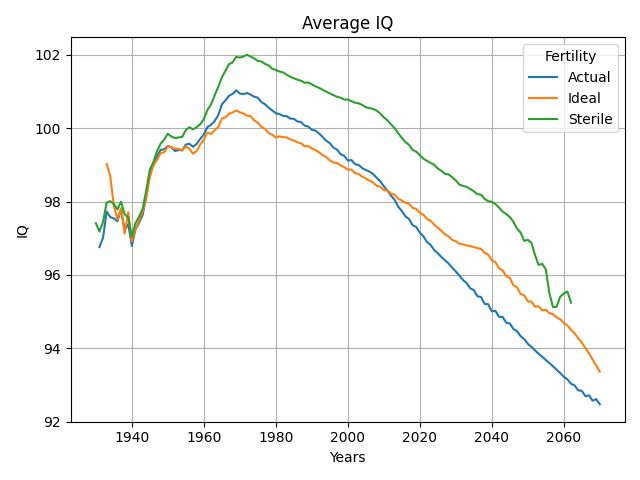 Average IQ
Fertility
Actual
Ideal
Sterile
IQ
102
100
98
96
94
92
1940 1960 1980 2000 2020 2040 2060
Years